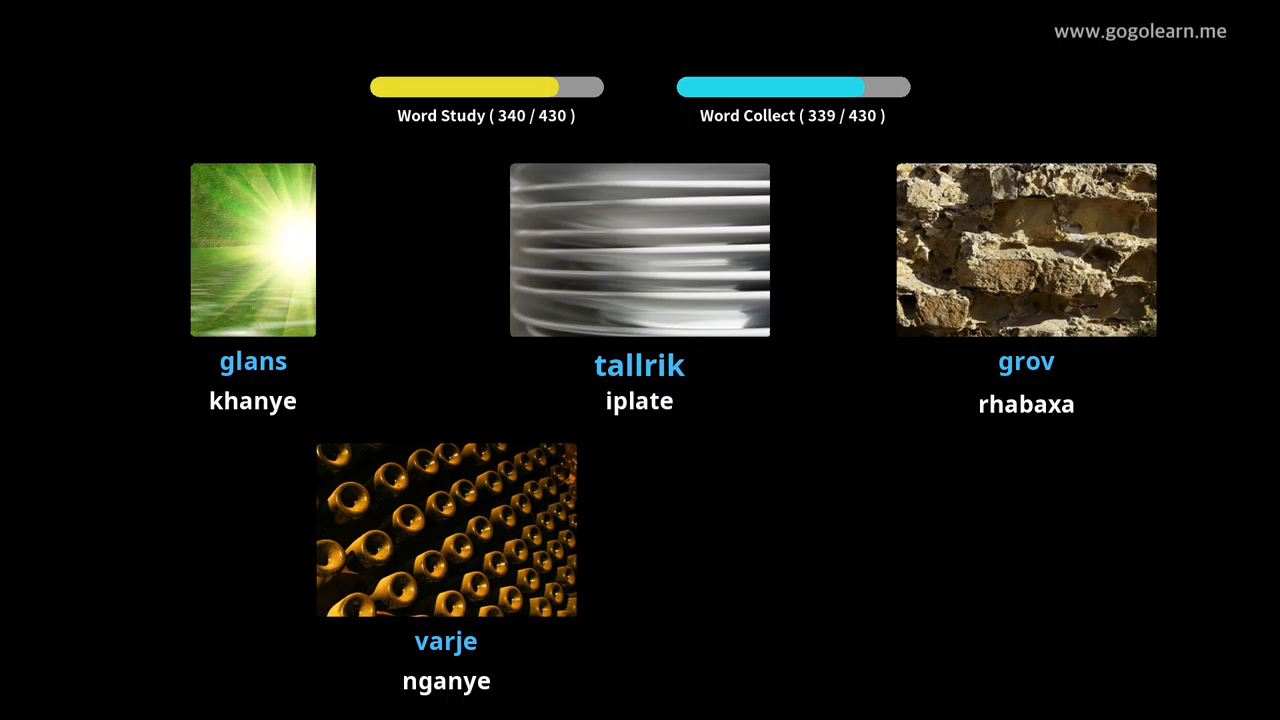 www.gogolearn.me
Word Study ( 340 / 430 )
Word Collect ( 339 / 430 )
glans
khanye
tallrik
iplate
grov
rhabaxa
varje
nganye